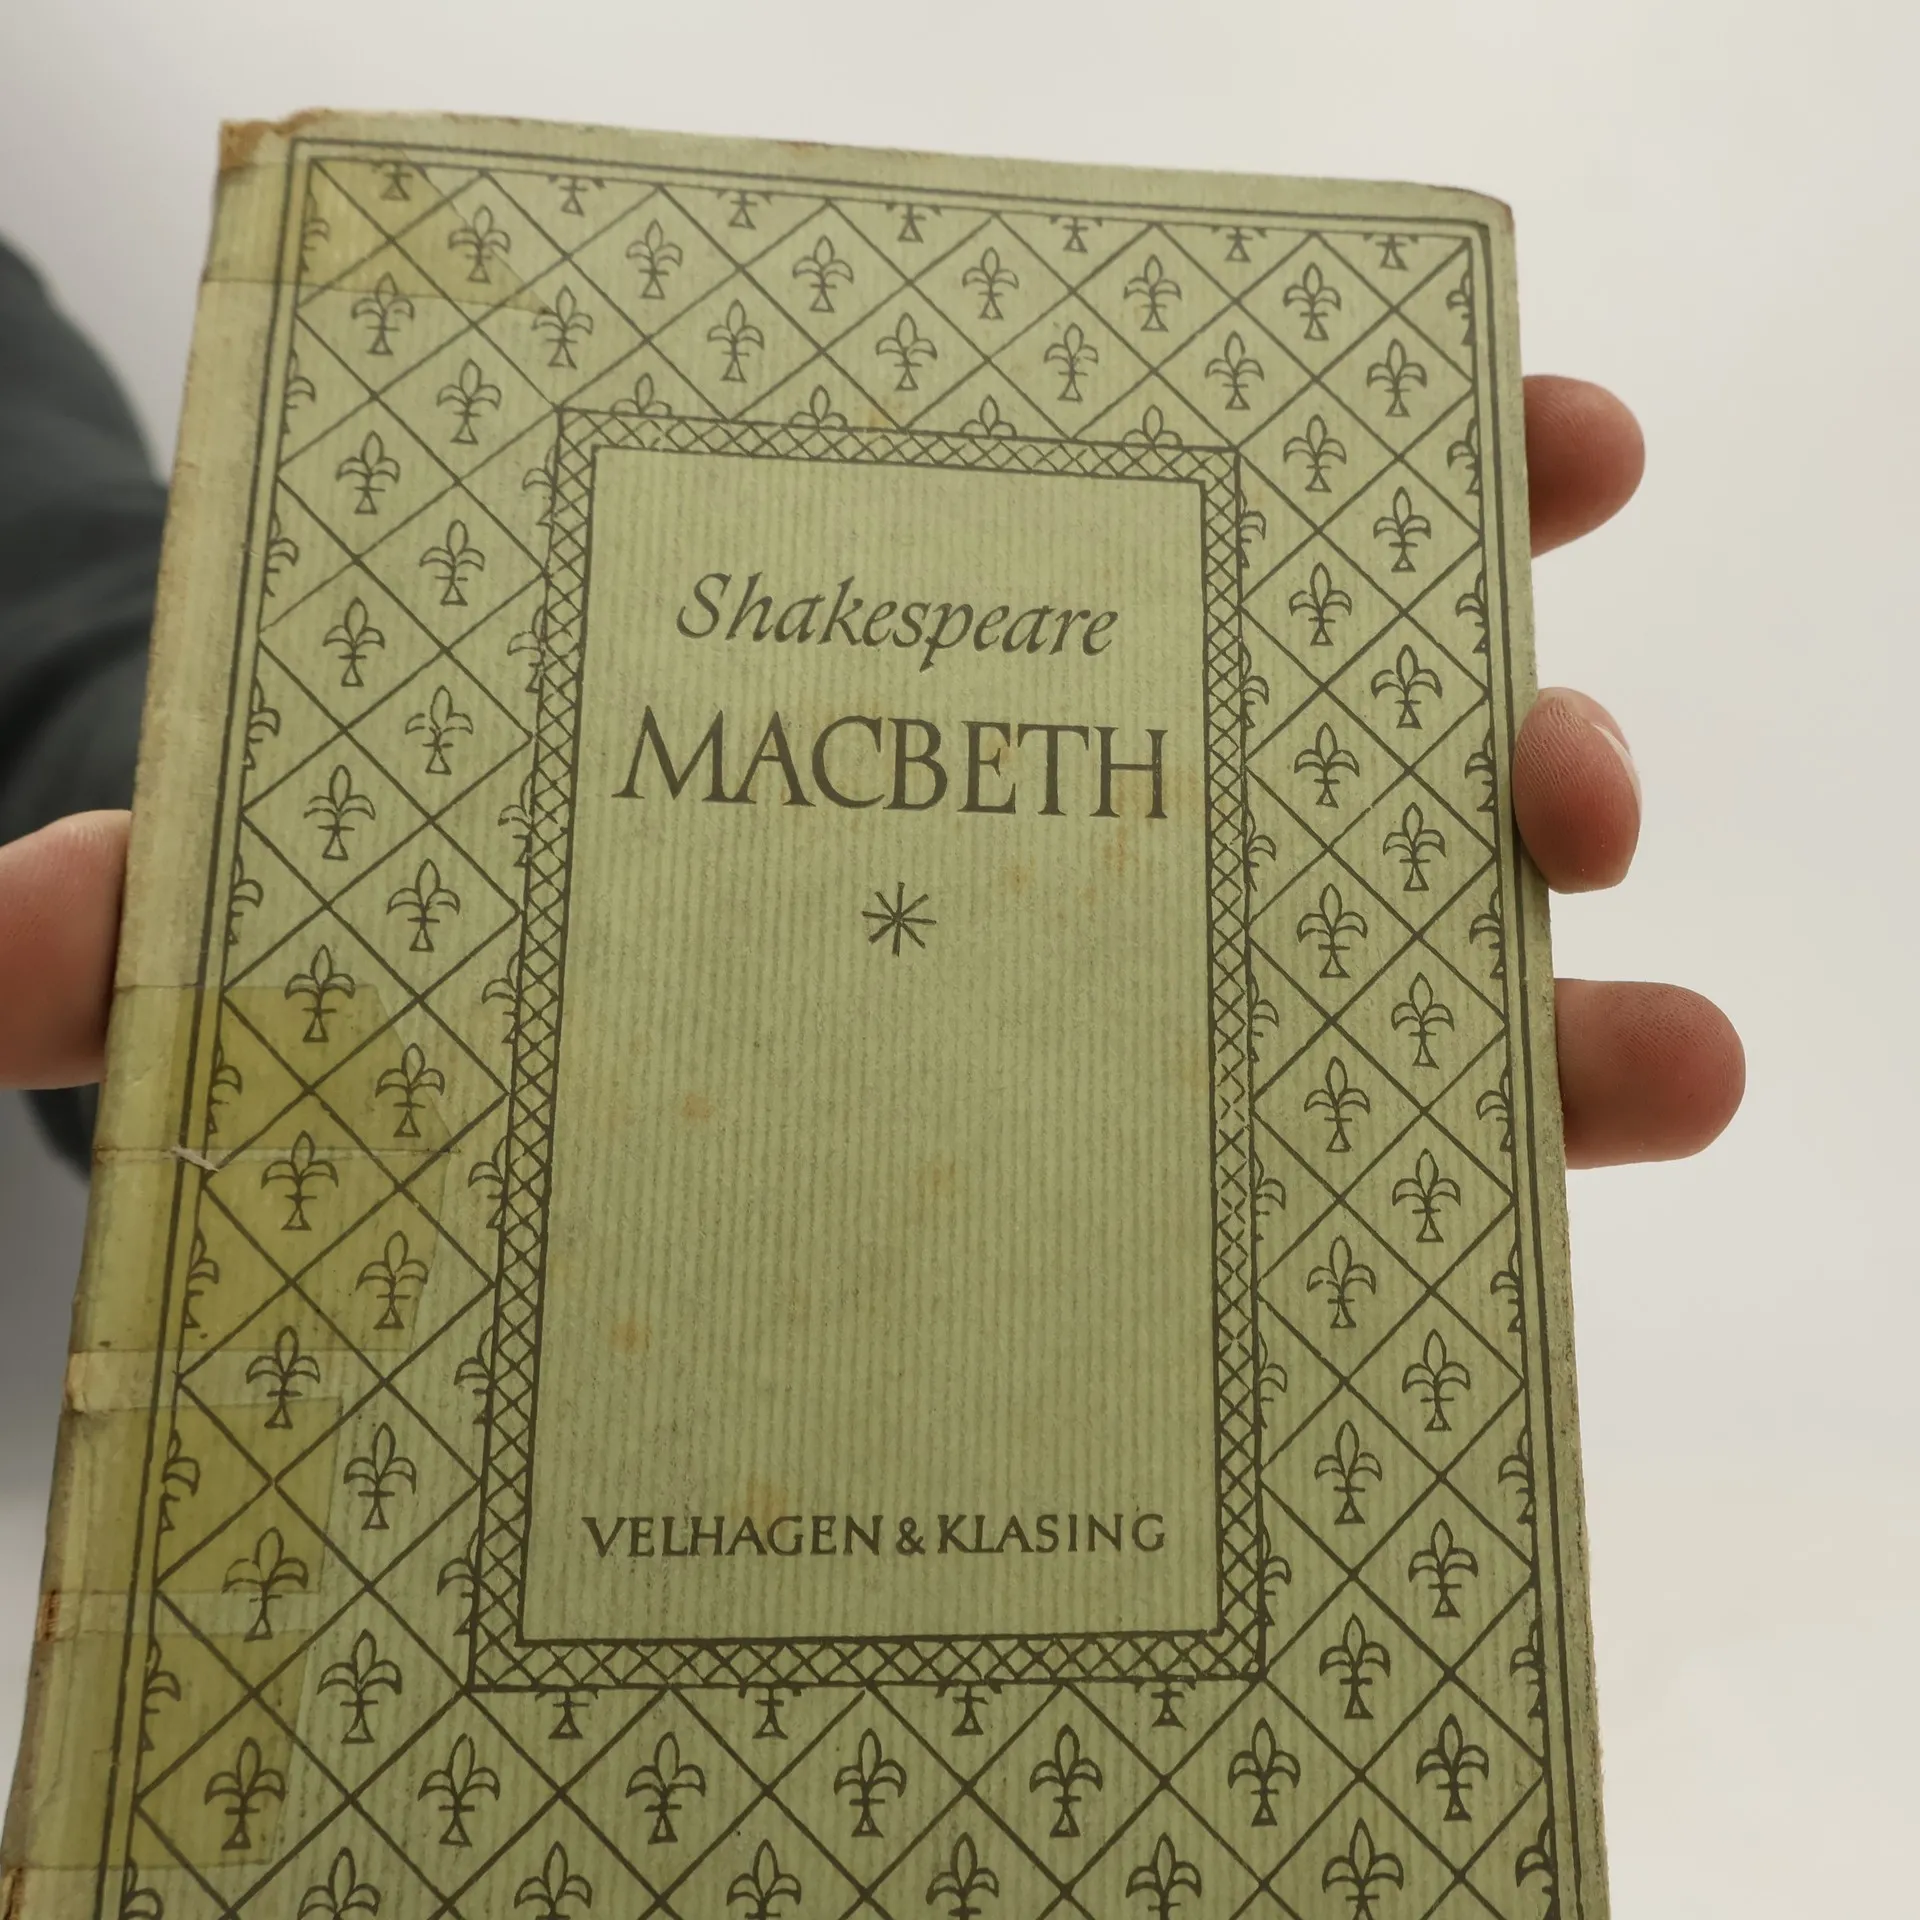 Shakespeare
MACBETH
VELHAGEN & KLASING